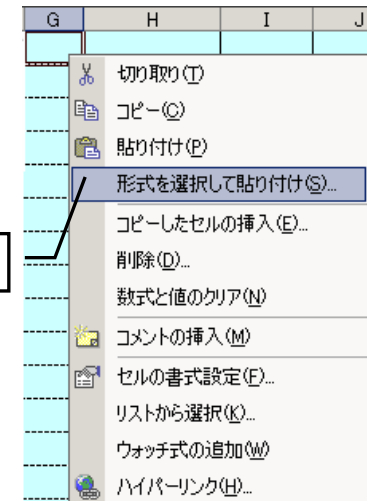 G H I J
切り取り(T)
コピー(C)
貼り付け(P)
形式を選択して貼り付け(S)...
コピーしたセルの挿入(E)...
削除(D)...
数式と値のクリア(N)
コメントの挿入(M)
セルの書式設定(F)...
リストから選択(K)...
ウォッチ式の追加(W)
ハイパーリンク(H)...